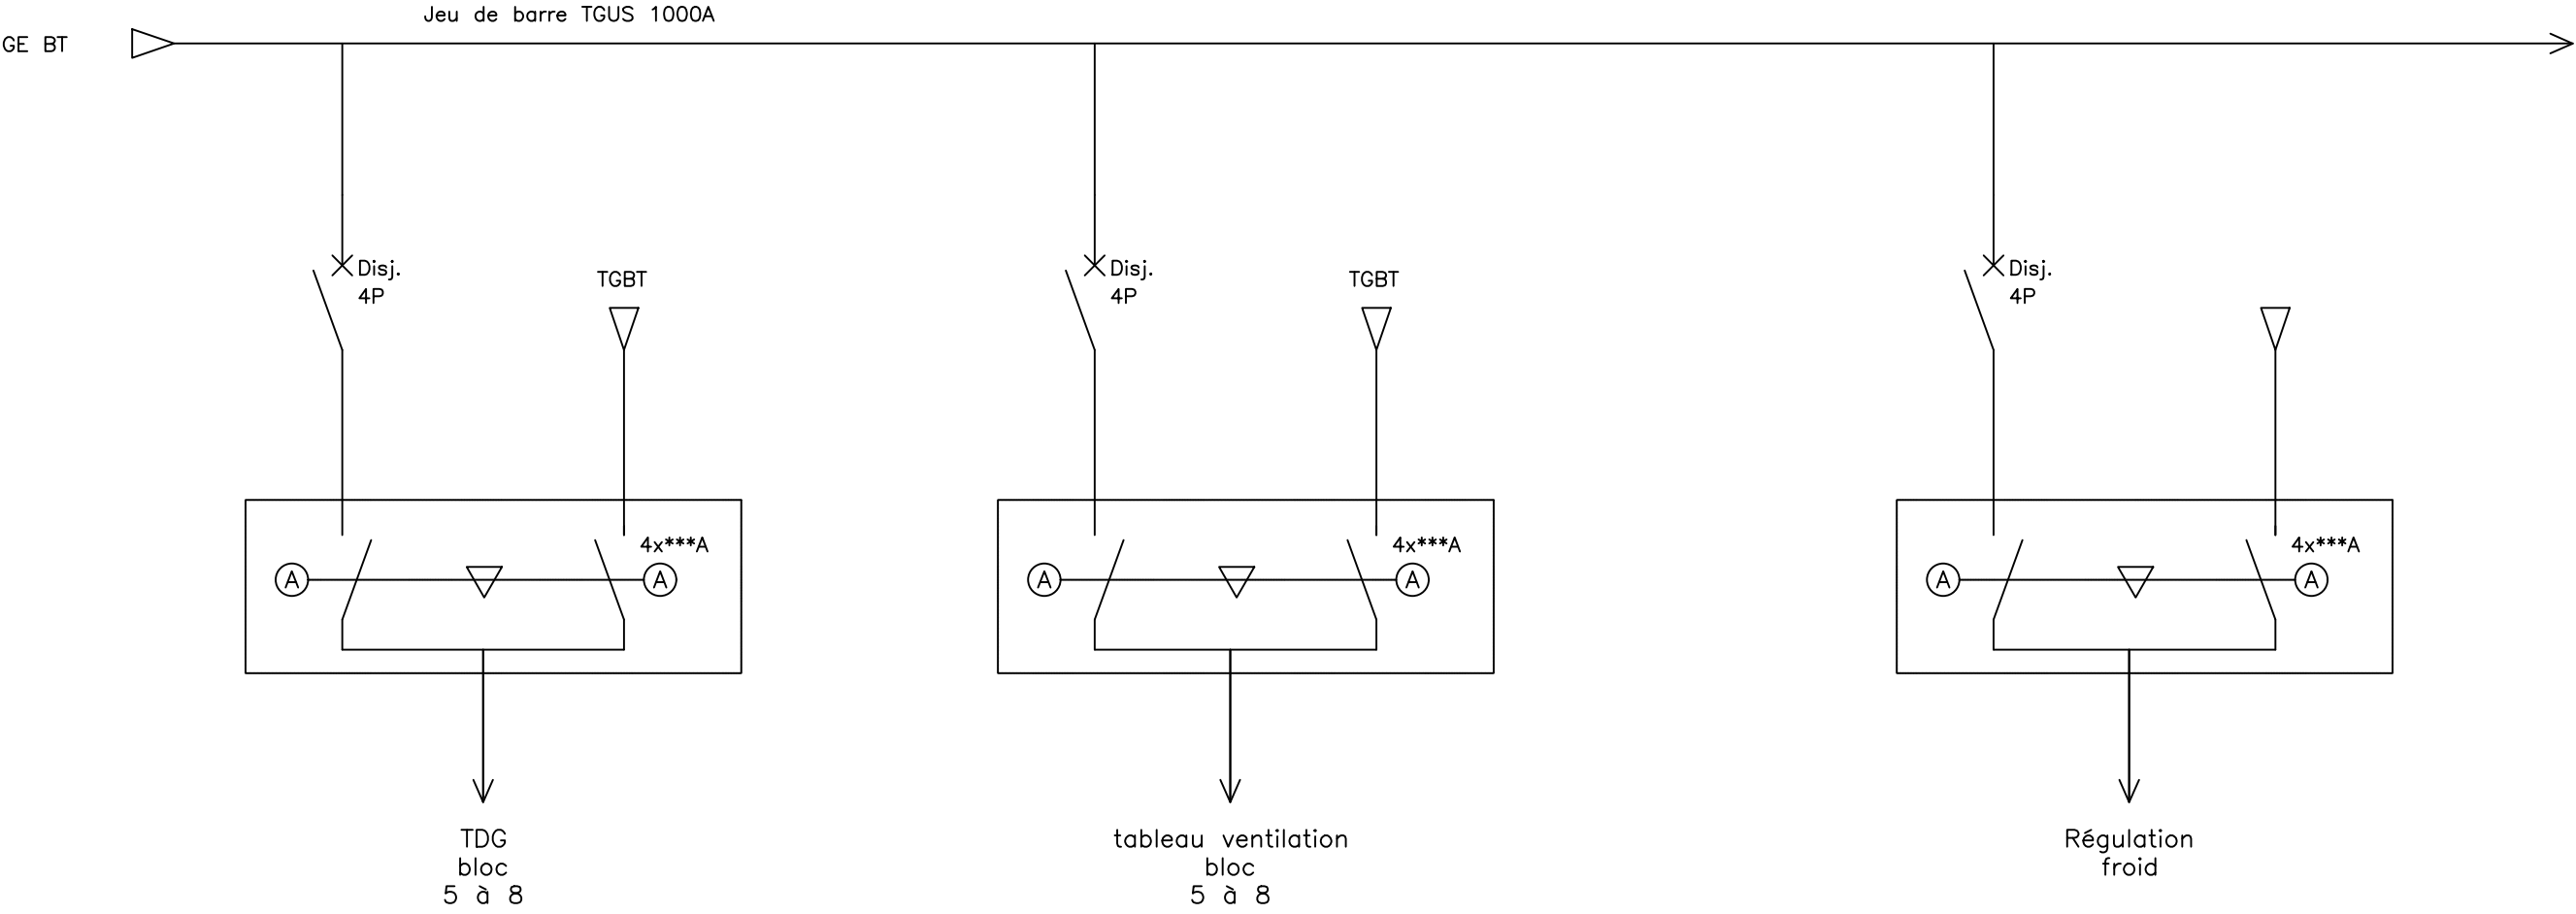 Jeu de barre TGUS 1000A
GE BT
Disj.
4P
TGBT
Disj.
4P
TGBT
Disj.
4P
4x***A
A
A
4x***A
A
A
4x***A
A
A
TDG
bloc
5 à 8
tableau ventilation
bloc
5 à 8
Régulation
froid